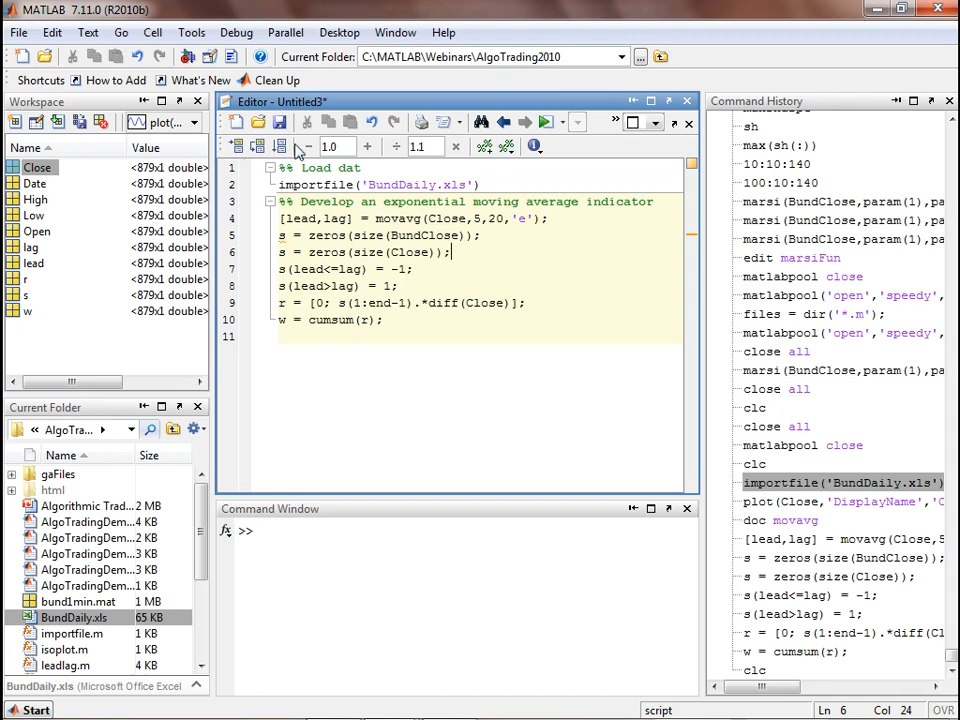 MATLAB 7.11.0 (R2010b)
File Edit Text Go Cell Tools Debug Parallel Desktop Window Help
Current Folder: C:\MATLAB\Webinars\AlgoTrading2010
Shortcuts How to Add What's New Clean Up
Workspace
plot(...
Name Value
Close <879x1 double>
Date <879x1 double>
High <879x1 double>
Low <879x1 double>
Open <879x1 double>
lag <879x1 double>
lead <879x1 double>
r <879x1 double>
s <879x1 double>
w <879x1 double>
Current Folder
« AlgoTra...
Name Size
gaFiles
html
Algorithmic Trad... 2 MB
AlgoTradingDem... 4 KB
AlgoTradingDem... 2 KB
AlgoTradingDem... 3 KB
AlgoTradingDem... 3 KB
AlgoTradingDem... 1 KB
bund1min.mat 1 MB
BundDaily.xls 65 KB
importfile.m 1 KB
isoplot.m 1 KB
leadlag.m 4 KB
BundDaily.xls (Microsoft Office Excel
Start
Editor - Untitled3*
1.0 1.1
1 %% Load dat
2 importfile('BundDaily.xls')
3 %% Develop an exponential moving average indicator
4 [lead,lag] = movavg(Close,5,20,'e');
5 s = zeros(size(BundClose));
6 s = zeros(size(Close));
7 s(lead<=lag) = -1;
8 s(lead>lag) = 1;
9 r = [0; s(1:end-1).*diff(Close)];
10 w = cumsum(r);
11
Command Window
fx >>
Command History
sh
max(sh(:))
10:10:140
100:10:140
marsi(BundClose,param(1),pa
marsi(BundClose,param(1),pa
edit marsiFun
matlabpool close
matlabpool('open','speedy',
files = dir('*.m');
matlabpool('open','speedy',
close all
marsi(BundClose,param(1),pa
close all
clc
close all
matlabpool close
clc
importfile('BundDaily.xls')
plot(Close,'DisplayName','C
doc movavg
[lead,lag] = movavg(Close,5
s = zeros(size(BundClose));
s = zeros(size(Close));
s(lead<=lag) = -1;
s(lead>lag) = 1;
r = [0; s(1:end-1).*diff(Cl
w = cumsum(r);
clc
script Ln 6 Col 24 OVR